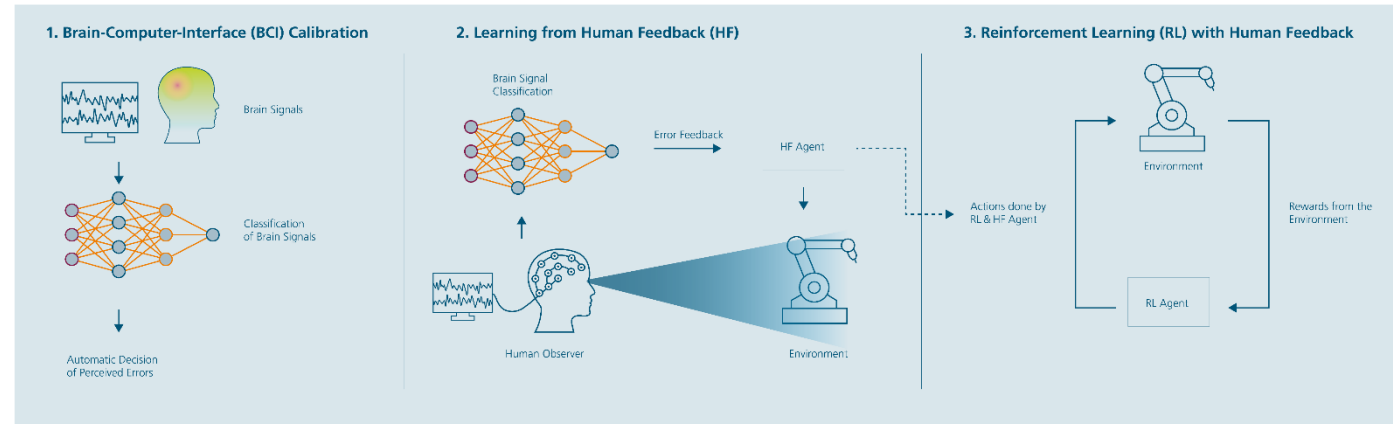 1. Brain-Computer-Interface (BCI) Calibration
Brain Signals
Classification
of Brain Signals
Automatic Decision
of Perceived Errors
2. Learning from Human Feedback (HF)
Brain Signal
Classification
Error Feedback
HF Agent
Human Observer
Environment
3. Reinforcement Learning (RL) with Human Feedback
Environment
Actions done by
RL & HF Agent
Rewards from the
Environment
RL Agent